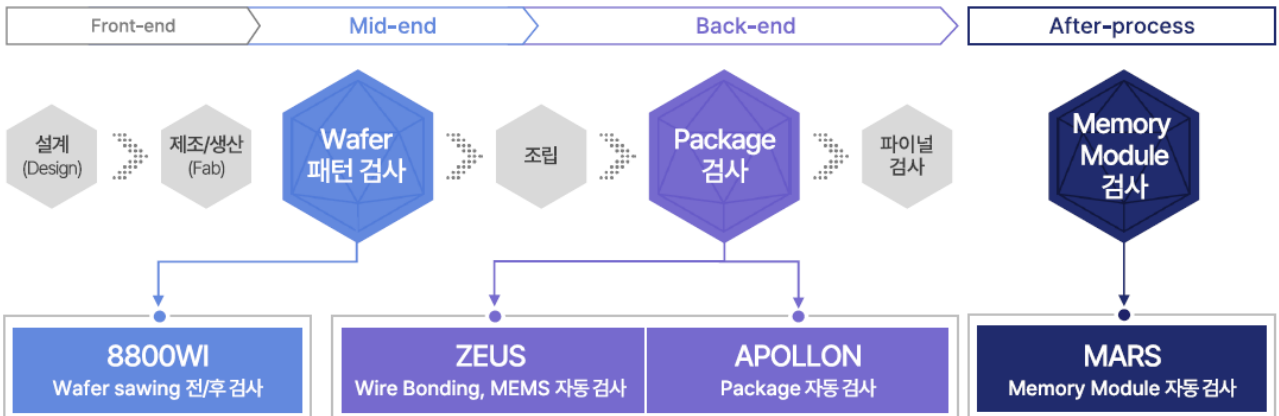 Front-end
Mid-end
Back-end
After-process
설계
(Design)
제조/생산
(Fab)
Wafer
패턴 검사
조립
Package
검사
파이널
검사
Memory
Module
검사
8800WI
Wafer sawing 전/후 검사
ZEUS
Wire Bonding, MEMS 자동 검사
APOLLON
Package 자동 검사
MARS
Memory Module 자동 검사